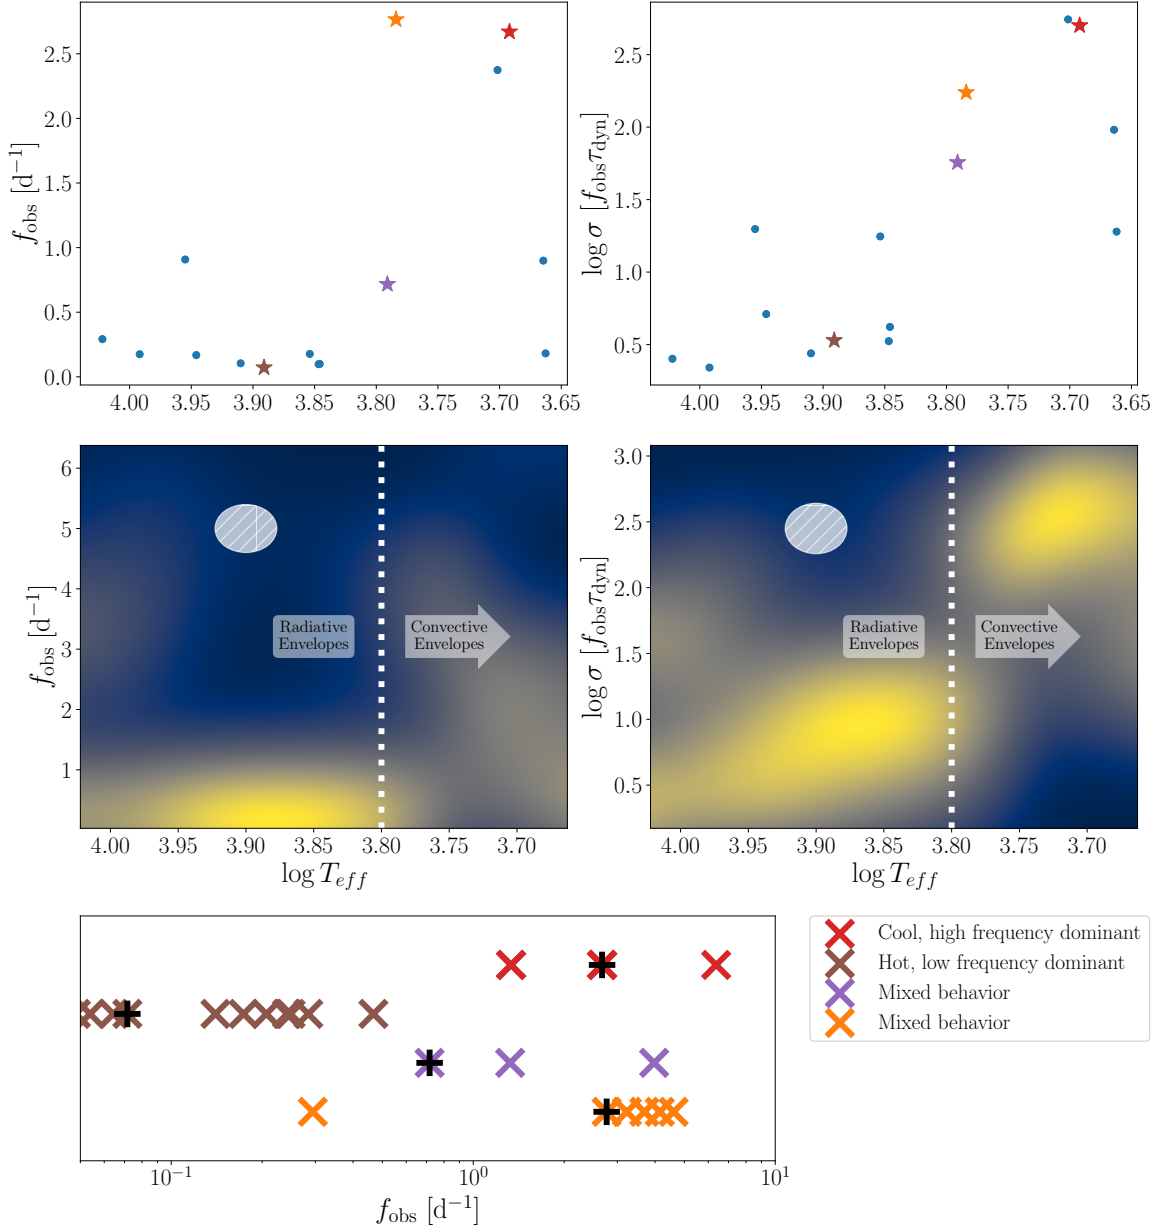 2.5
2.0
1.5
1.0
0.5
0.0
f_obs [d^−1]
4.00 3.95 3.90 3.85 3.80 3.75 3.70 3.65
2.5
2.0
1.5
1.0
0.5
log σ [f_obs τ_dyn]
4.00 3.95 3.90 3.85 3.80 3.75 3.70 3.65
6
5
4
3
2
1
f_obs [d^−1]
Radiative
Envelopes
Convective
Envelopes
4.00 3.95 3.90 3.85 3.80 3.75 3.70
log T_eff
3.0
2.5
2.0
1.5
1.0
0.5
log σ [f_obs τ_dyn]
Radiative
Envelopes
Convective
Envelopes
4.00 3.95 3.90 3.85 3.80 3.75 3.70
log T_eff
Cool, high frequency dominant
Hot, low frequency dominant
Mixed behavior
Mixed behavior
10^−1 10^0 10^1
f_obs [d^−1]